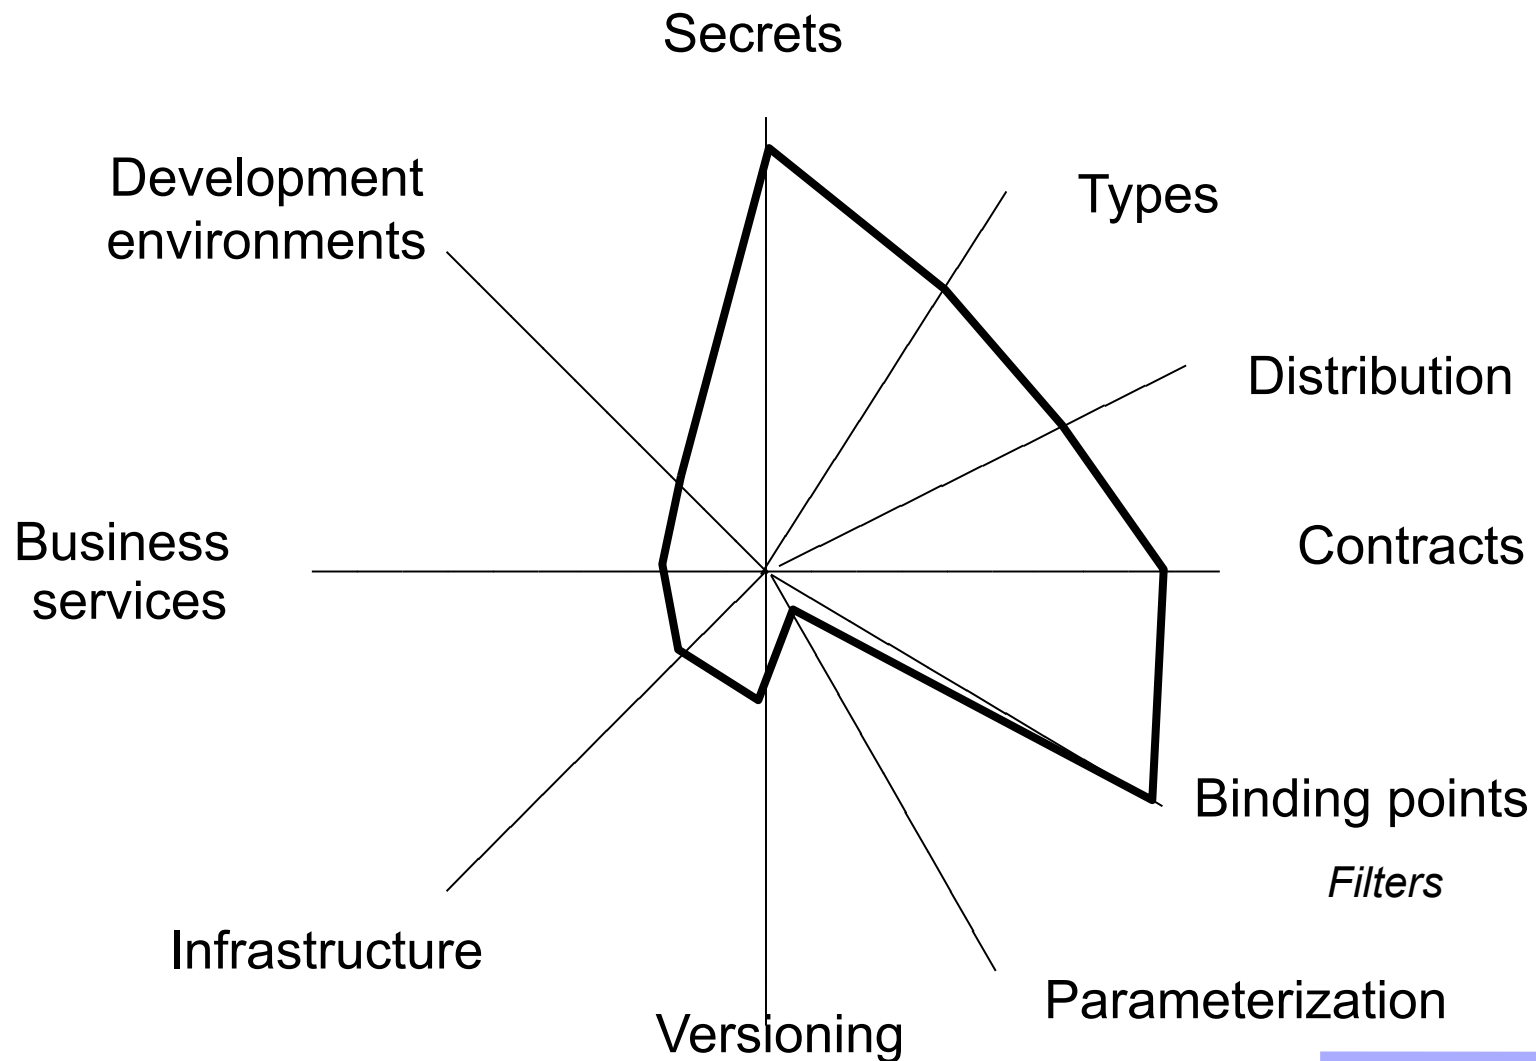 Secrets
Development
environments
Types
Distribution
Business
services
Contracts
Binding points
Filters
Infrastructure
Parameterization
Versioning